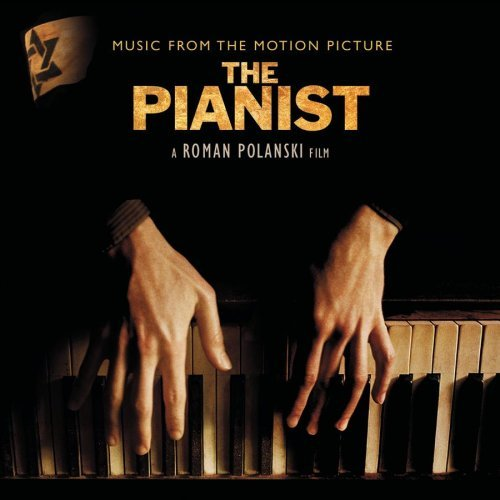 MUSIC FROM THE MOTION PICTURE
THE
PIANIST
A ROMAN POLANSKI FILM